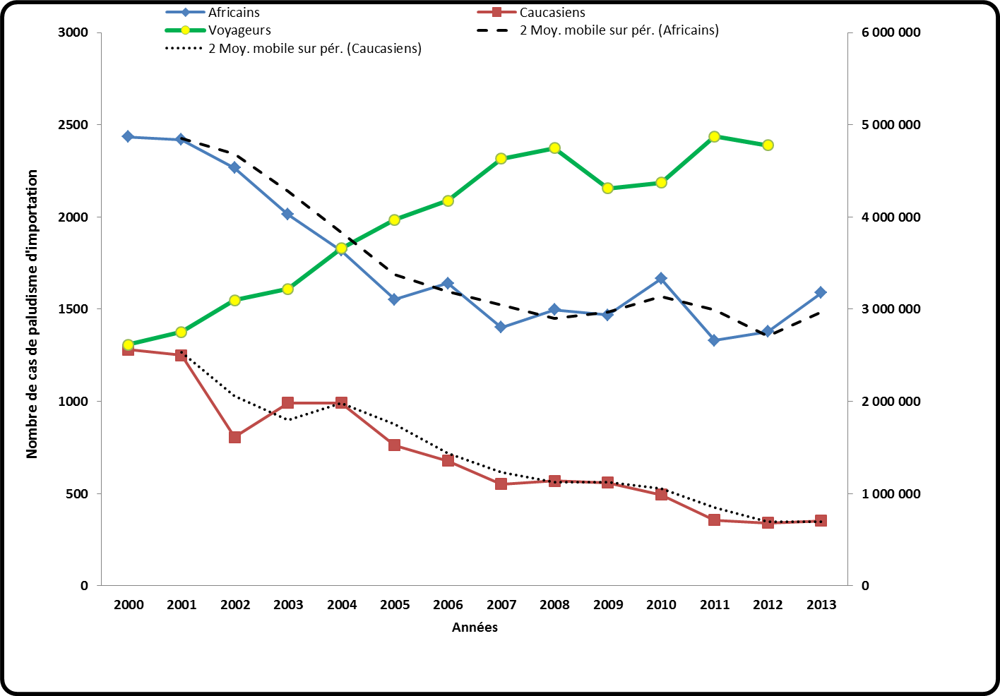 Africains
Caucasiens
Voyageurs
2 Moy. mobile sur pér. (Africains)
2 Moy. mobile sur pér. (Caucasiens)
Nombre de cas de paludisme d'importation
3000
2500
2000
1500
1000
500
0
6 000 000
5 000 000
4 000 000
3 000 000
2 000 000
1 000 000
0
2000 2001 2002 2003 2004 2005 2006 2007 2008 2009 2010 2011 2012 2013
Années